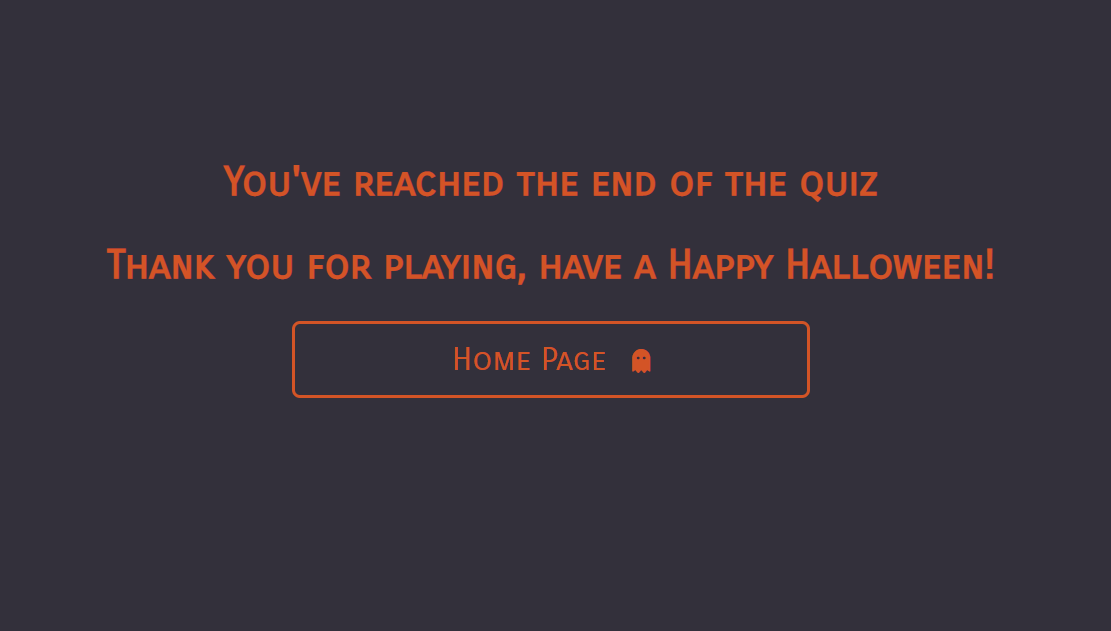 You've reached the end of the quiz
Thank you for playing, have a Happy Halloween!
Home Page